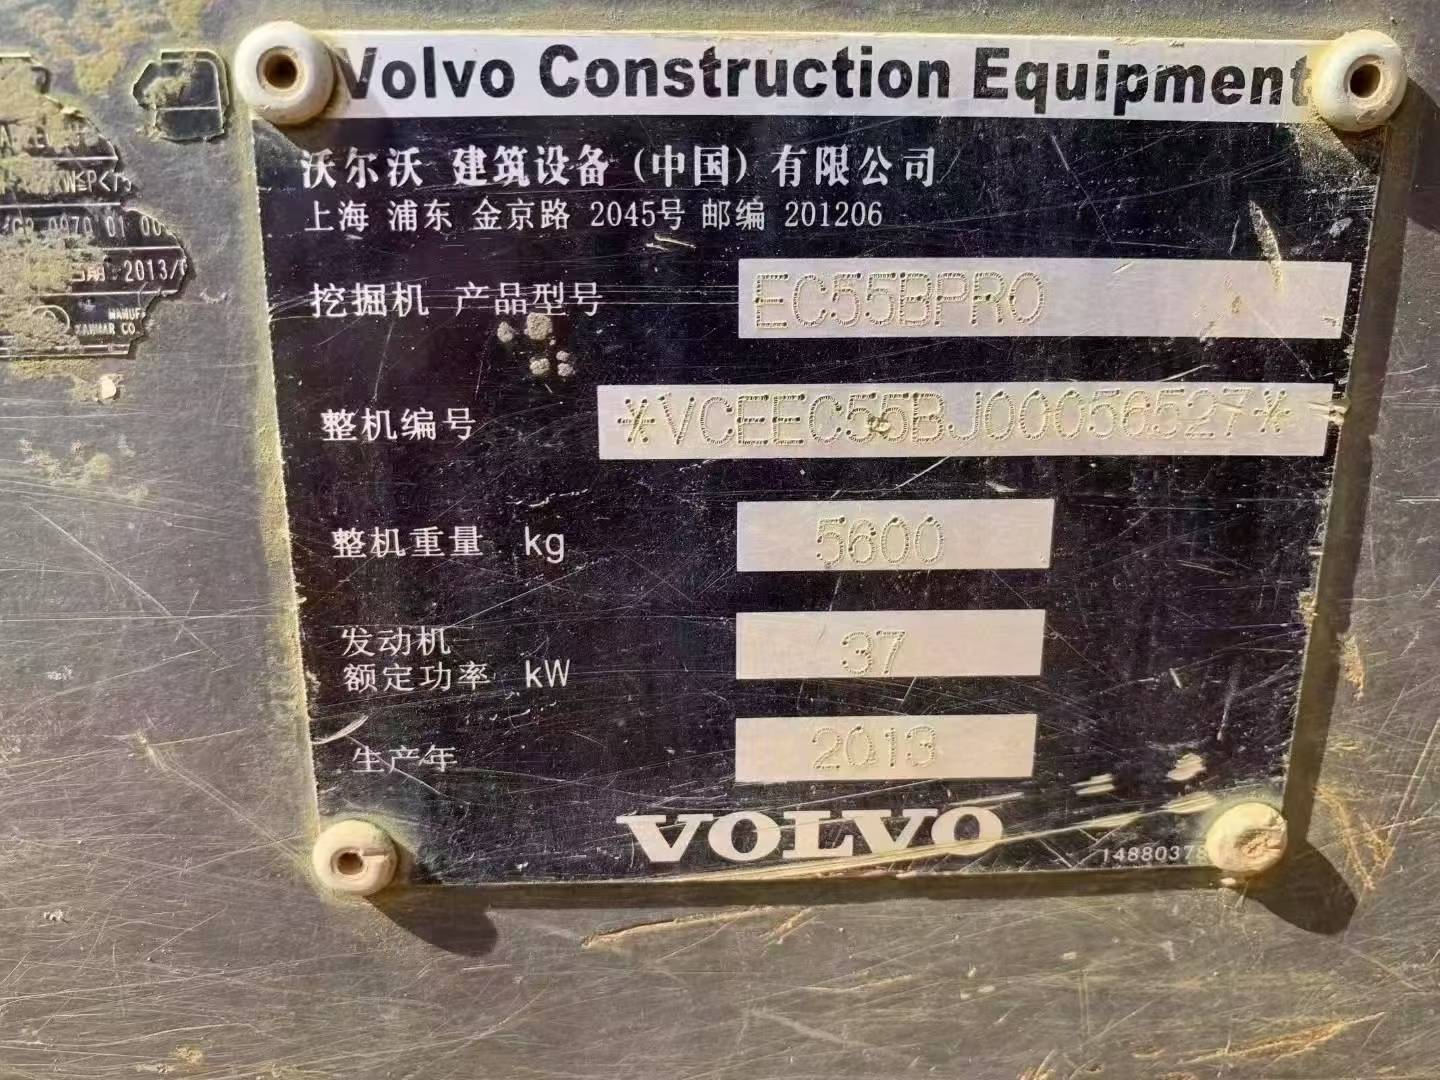 Volvo Construction Equipment
沃尔沃 建筑设备(中国)有限公司
上海 浦东 金京路 2045号 邮编 201206
挖掘机 产品型号 EC55BPRO
整机编号 *VCEEC55BJ00056527*
整机重量 kg 5600
发动机
额定功率 kW 37
生产年 2013
VOLVO